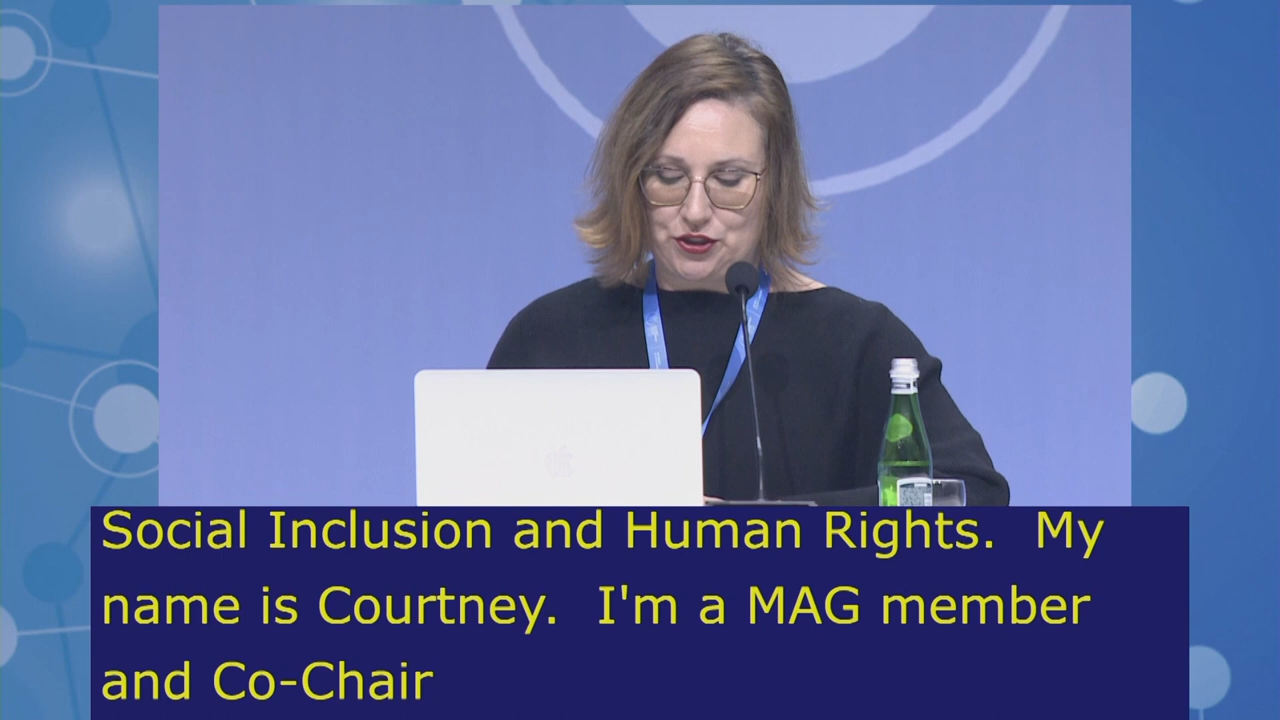 Social Inclusion and Human Rights.  My
name is Courtney.  I'm a MAG member
and Co-Chair